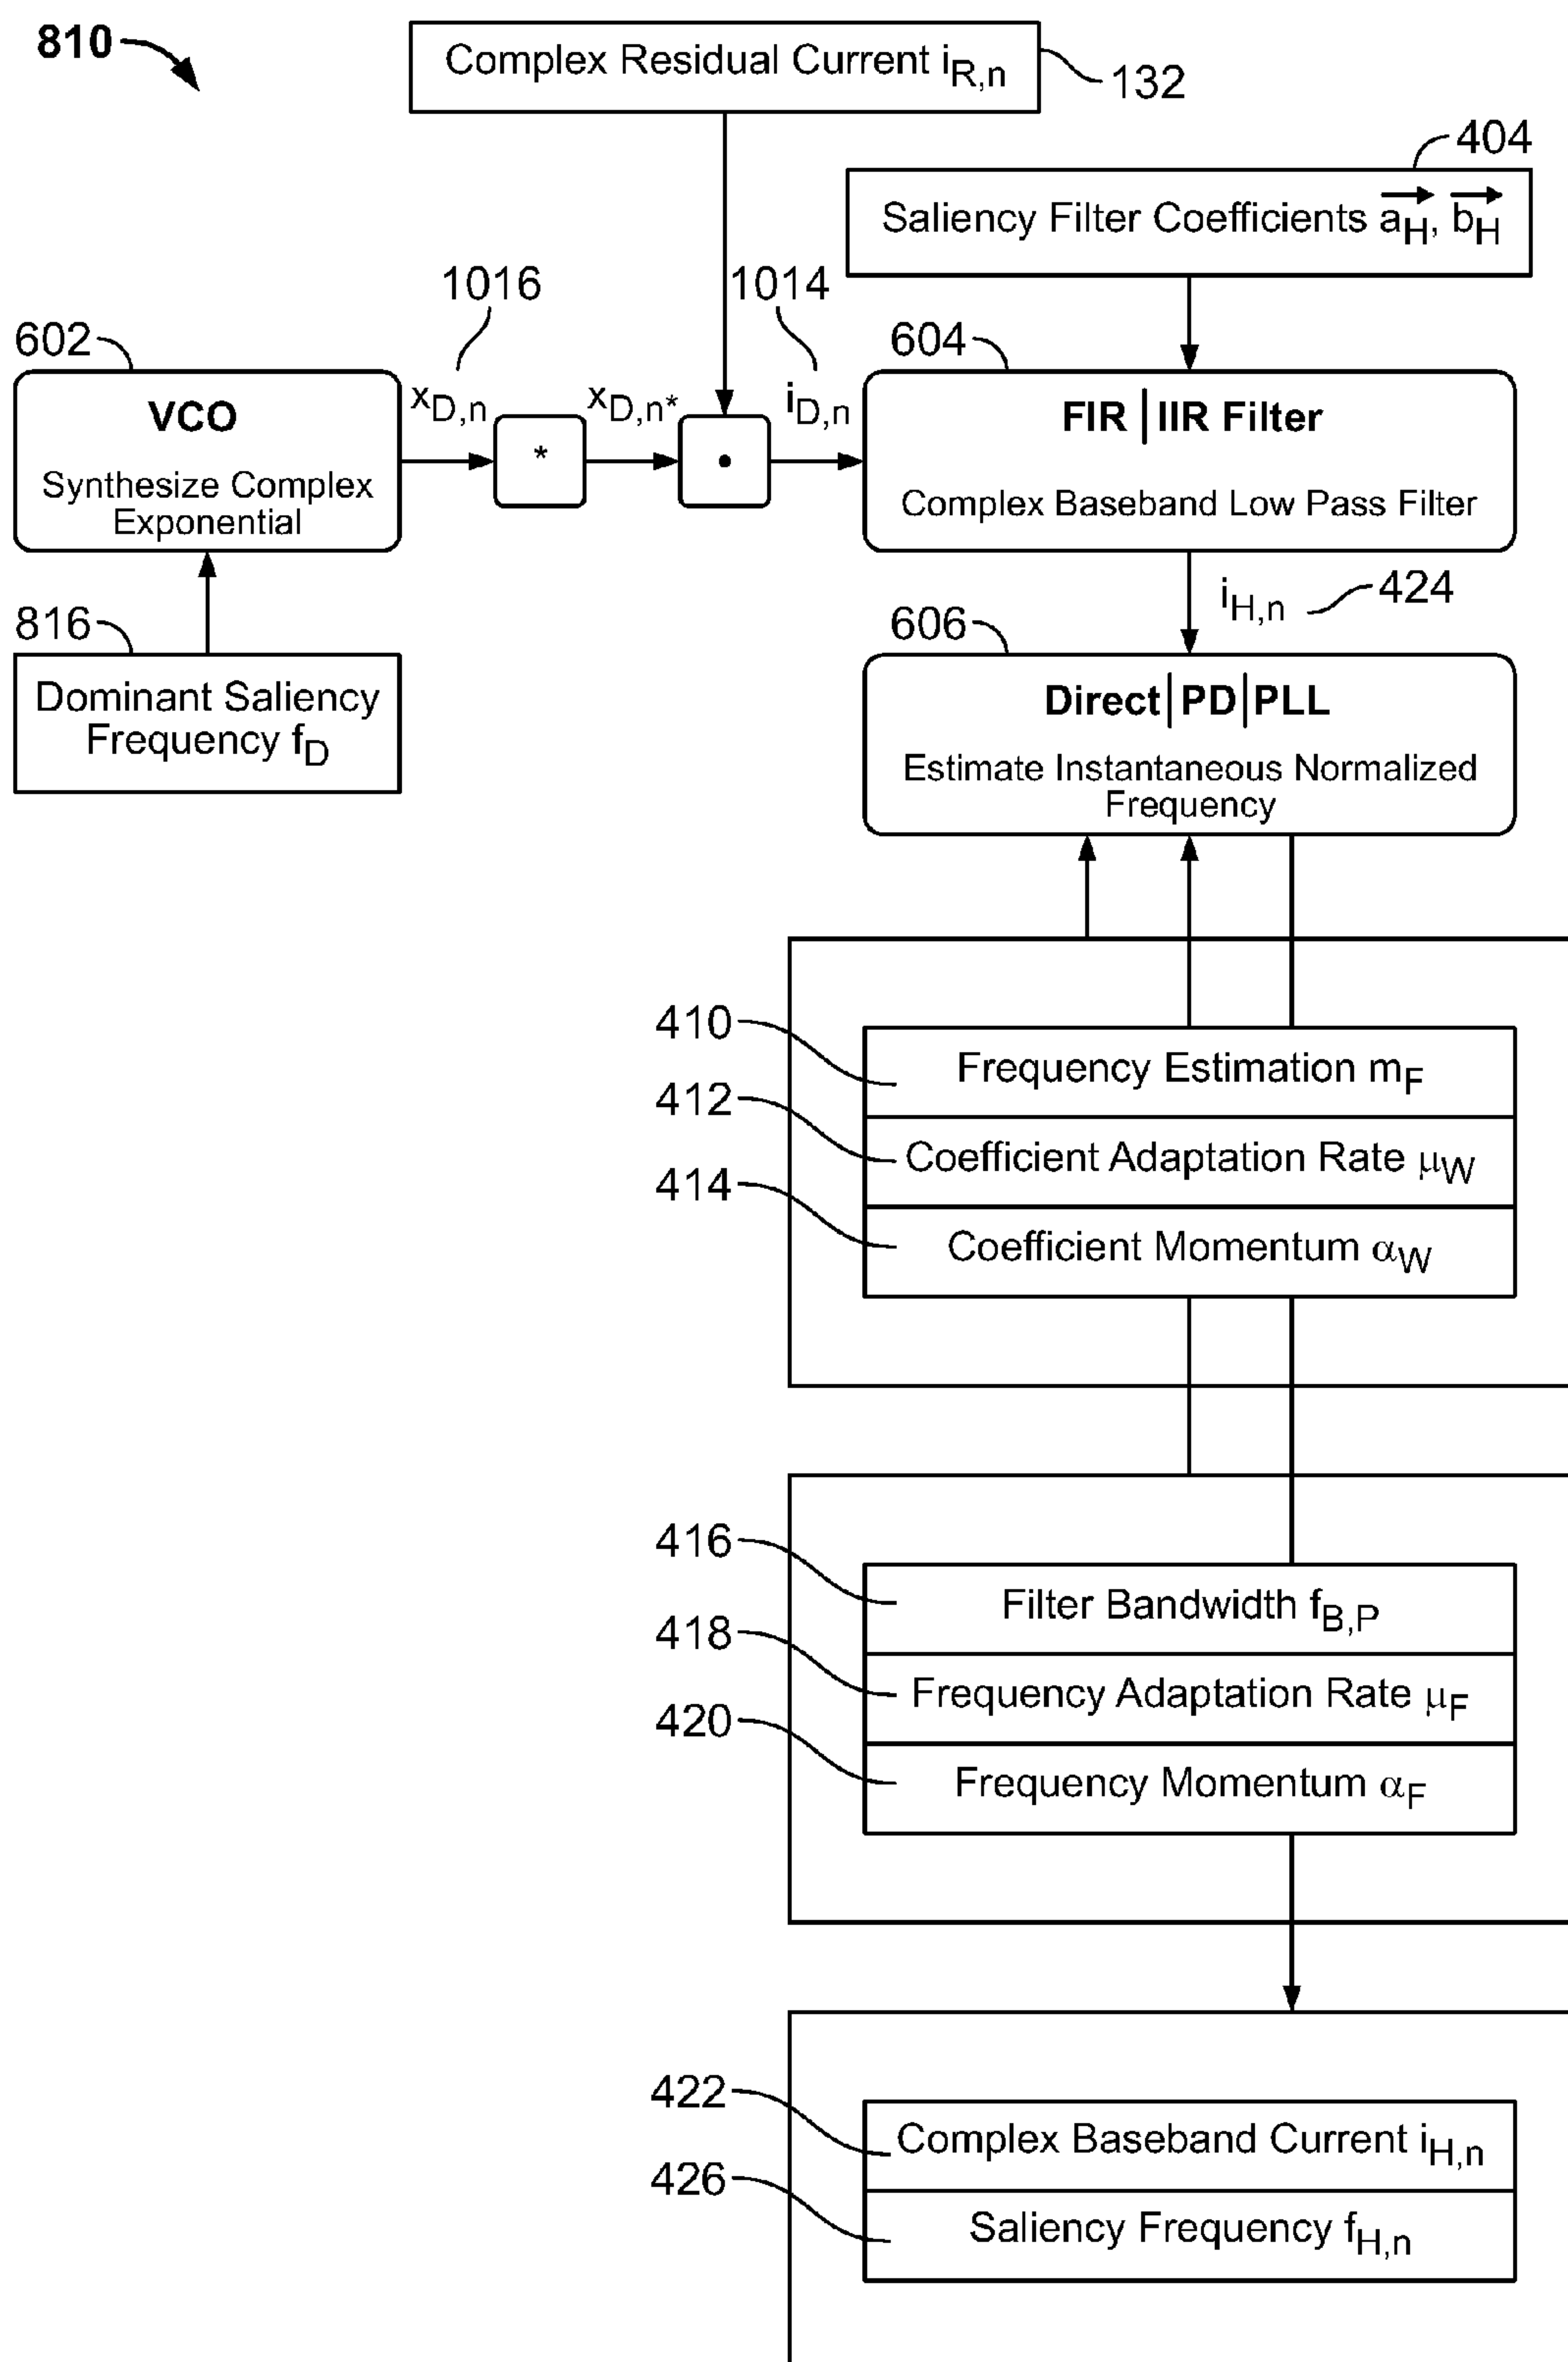 810
Complex Residual Current iR,n
132
404
Saliency Filter Coefficients aH, bH
1016
1014
602
604
VCO
Synthesize Complex
Exponential
xD,n
*
xD,n*
iD,n
FIR | IIR Filter
Complex Baseband Low Pass Filter
iH,n
424
816
Dominant Saliency
Frequency fD
606
Direct | PD | PLL
Estimate Instantaneous Normalized
Frequency
410
Frequency Estimation mF
412
Coefficient Adaptation Rate μW
414
Coefficient Momentum αW
416
Filter Bandwidth fB,P
418
Frequency Adaptation Rate μF
420
Frequency Momentum αF
422
Complex Baseband Current iH,n
426
Saliency Frequency fH,n